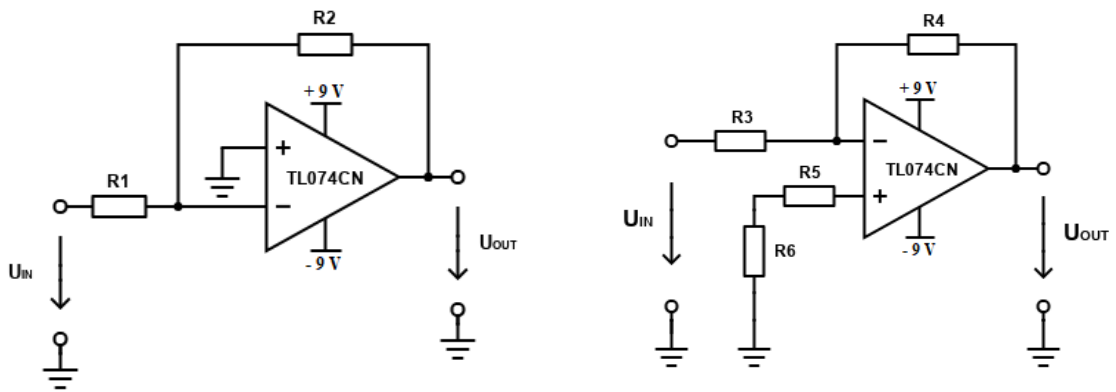 R2
+ 9 V
+
TL074CN
−
R1
- 9 V
UIN
UOUT
R4
+ 9 V
R3
−
R5
TL074CN
+
R6
- 9 V
UIN
UOUT